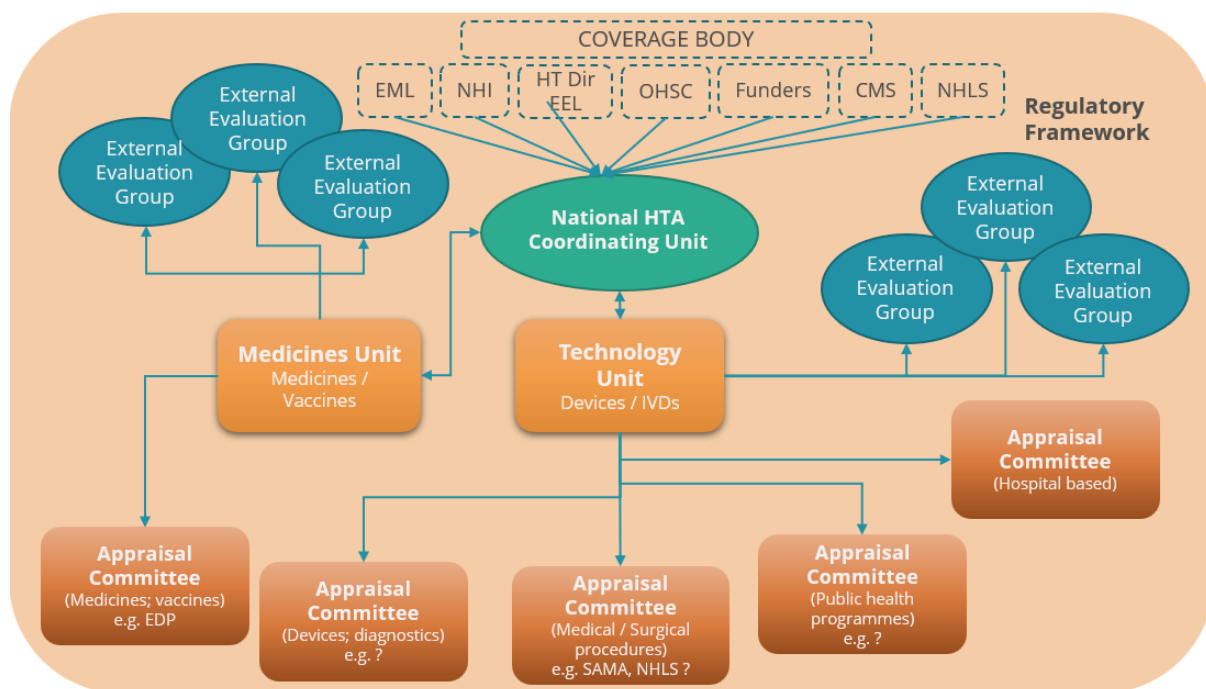 COVERAGE BODY
EML
NHI
HT Dir
EEL
OHSC
Funders
CMS
NHLS
Regulatory
Framework
External
Evaluation
Group
External
Evaluation
Group
External
Evaluation
Group
National HTA
Coordinating Unit
External
Evaluation
Group
External
Evaluation
Group
External
Evaluation
Group
Medicines Unit
Medicines /
Vaccines
Technology
Unit
Devices / IVDs
Appraisal
Committee
(Hospital based)
Appraisal
Committee
(Medicines; vaccines)
e.g. EDP
Appraisal
Committee
(Devices; diagnostics)
e.g. ?
Appraisal
Committee
(Medical / Surgical
procedures)
e.g. SAMA, NHLS ?
Appraisal
Committee
(Public health
programmes)
e.g. ?